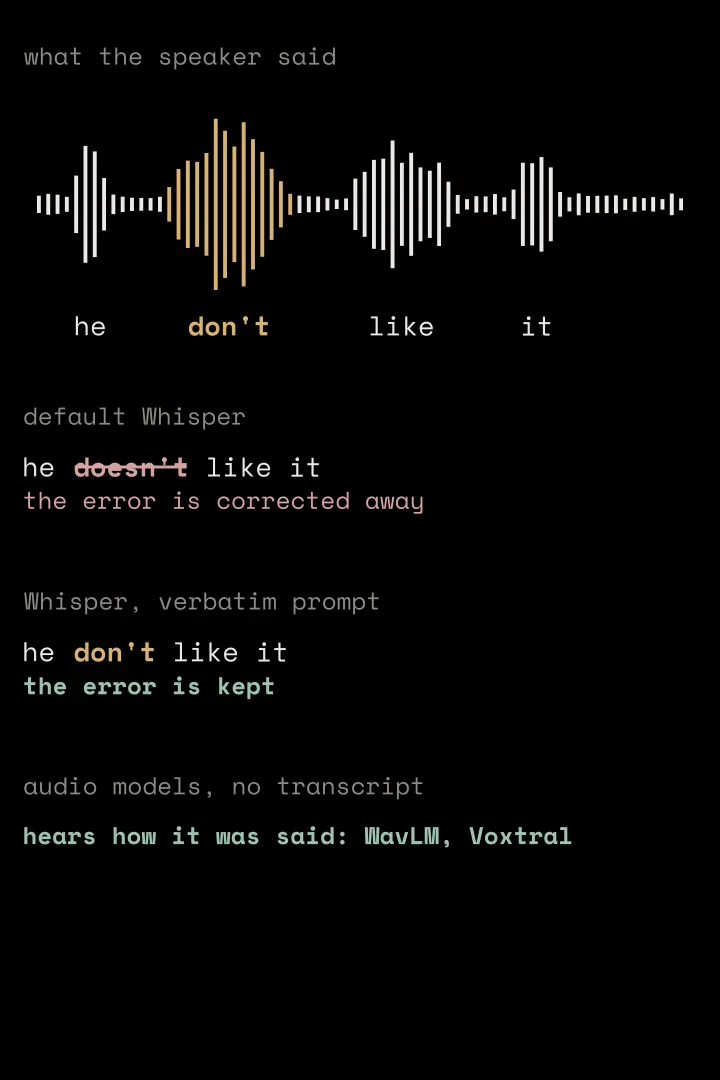 what the speaker said
he don't like it
default Whisper
he doesn't like it
the error is corrected away
Whisper, verbatim prompt
he don't like it
the error is kept
audio models, no transcript
hears how it was said: WavLM, Voxtral